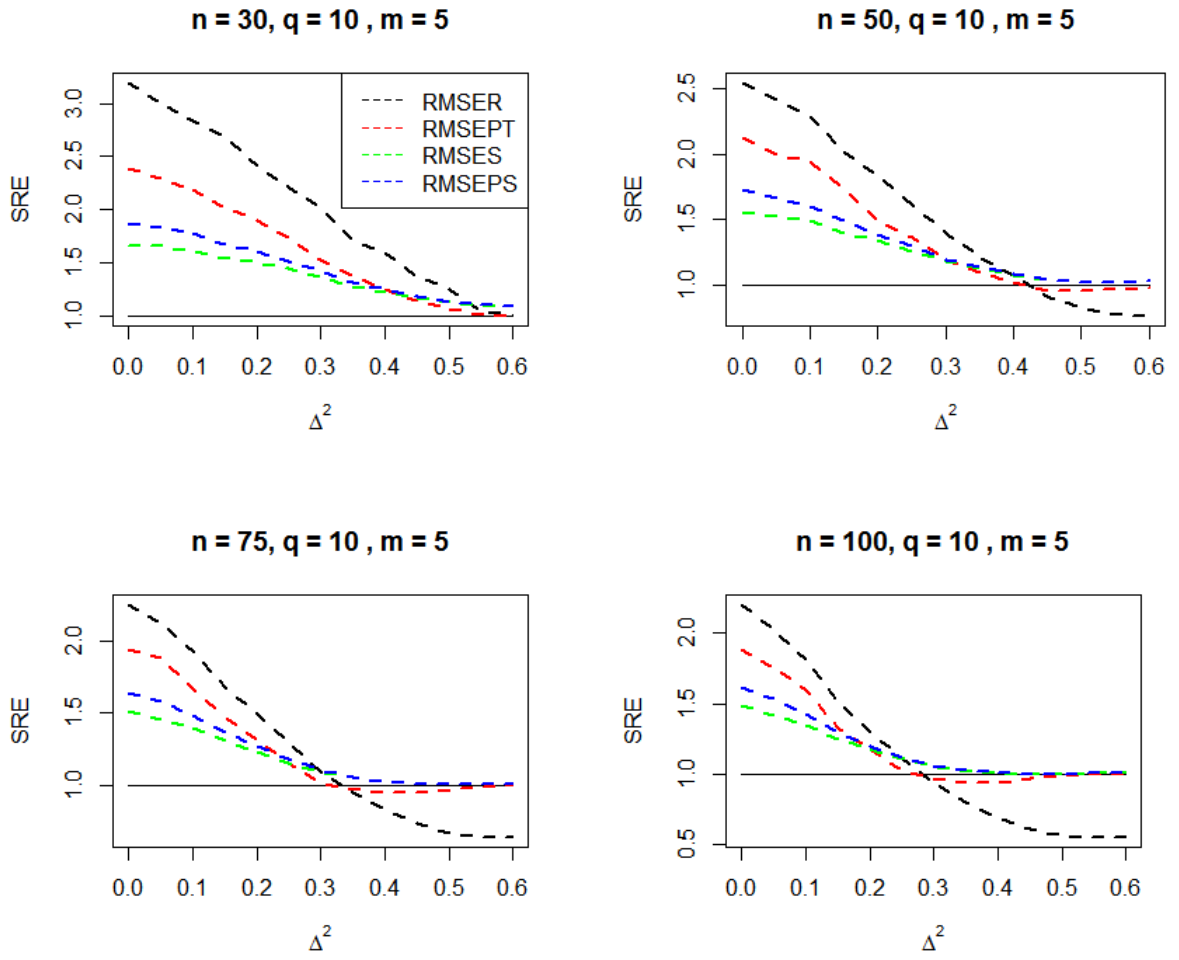 n = 30, q = 10 , m = 5
SRE
3.0
2.5
2.0
1.5
1.0
RMSER
RMSEPT
RMSES
RMSEPS
0.0 0.1 0.2 0.3 0.4 0.5 0.6
Δ²
n = 50, q = 10 , m = 5
SRE
2.5
2.0
1.5
1.0
0.0 0.1 0.2 0.3 0.4 0.5 0.6
Δ²
n = 75, q = 10 , m = 5
SRE
2.0
1.5
1.0
0.0 0.1 0.2 0.3 0.4 0.5 0.6
Δ²
n = 100, q = 10 , m = 5
SRE
2.0
1.5
1.0
0.5
0.0 0.1 0.2 0.3 0.4 0.5 0.6
Δ²